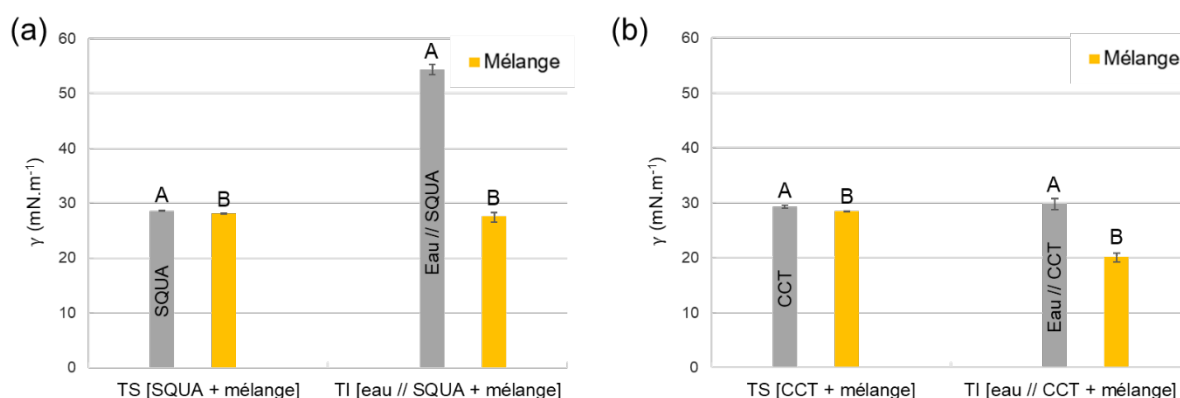 (a)
60
50
40
30
20
10
0
γ (mN.m⁻¹)
A
B
A
B
SQUA
Eau // SQUA
Mélange
TS [SQUA + mélange]
TI [eau // SQUA + mélange]
(b)
60
50
40
30
20
10
0
γ (mN.m⁻¹)
A
B
A
B
CCT
Eau // CCT
Mélange
TS [CCT + mélange]
TI [eau // CCT + mélange]